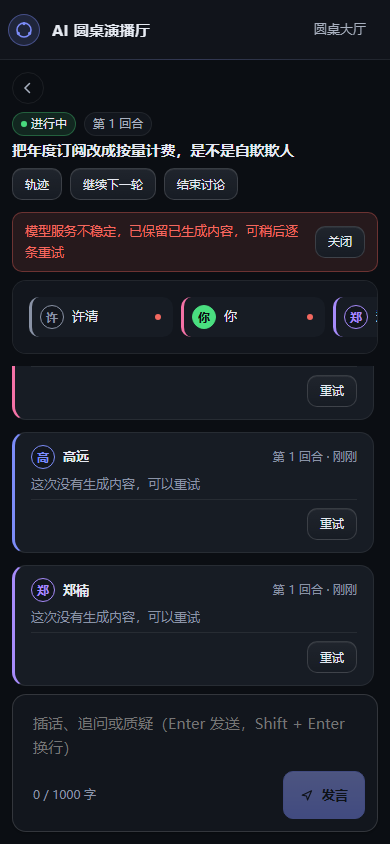 AI 圆桌演播厅
圆桌大厅
进行中
第 1 回合
把年度订阅改成按量计费，是不是自欺欺人
轨迹
继续下一轮
结束讨论
模型服务不稳定，已保留已生成内容，可稍后逐
条重试
关闭
许
许清
你
你
郑
重试
高
高远
第 1 回合 · 刚刚
这次没有生成内容，可以重试
重试
郑
郑楠
第 1 回合 · 刚刚
这次没有生成内容，可以重试
重试
插话、追问或质疑（Enter 发送，Shift + Enter
换行）
0 / 1000 字
发言